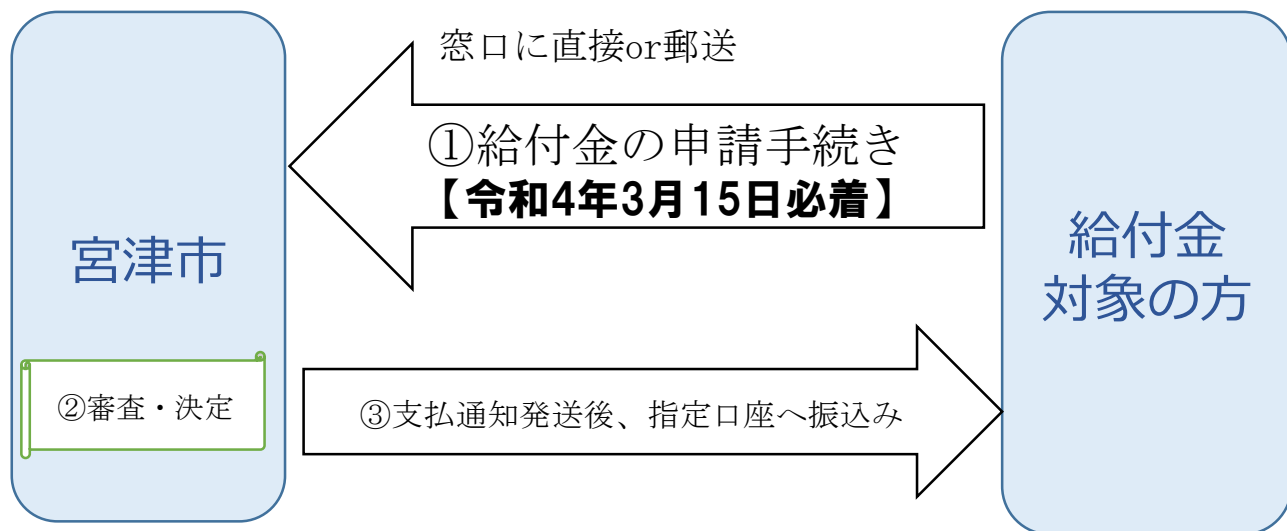 窓口に直接or郵送
①給付金の申請手続き
【令和4年3月15日必着】
宮津市
給付金
対象の方
②審査・決定
③支払通知発送後、指定口座へ振込み